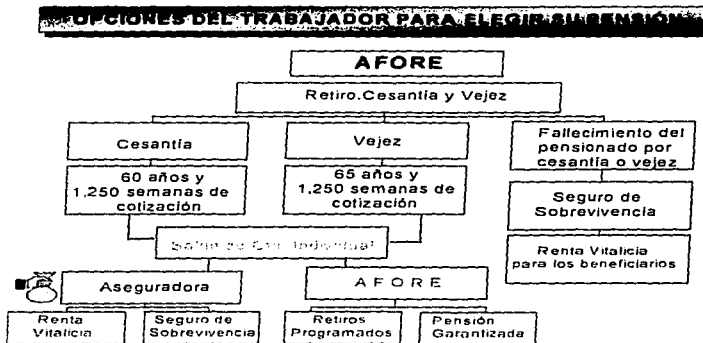 OPCIONES DEL TRABAJADOR PARA ELEGIR SU PENSIÓN
AFORE
Retiro.Cesantía y Vejez
Cesantía
60 años y
1,250 semanas de
cotización
Vejez
65 años y
1,250 semanas de
cotización
Fallecimiento del
pensionado por
cesantía o vejez
Seguro de
Sobrevivencia
Renta Vitalicia
para los beneficiarios
Individual
Aseguradora
AFORE
Renta
Vitalicia
Seguro de
Sobrevivencia
Retiros
Programados
Pensión
Garantizada